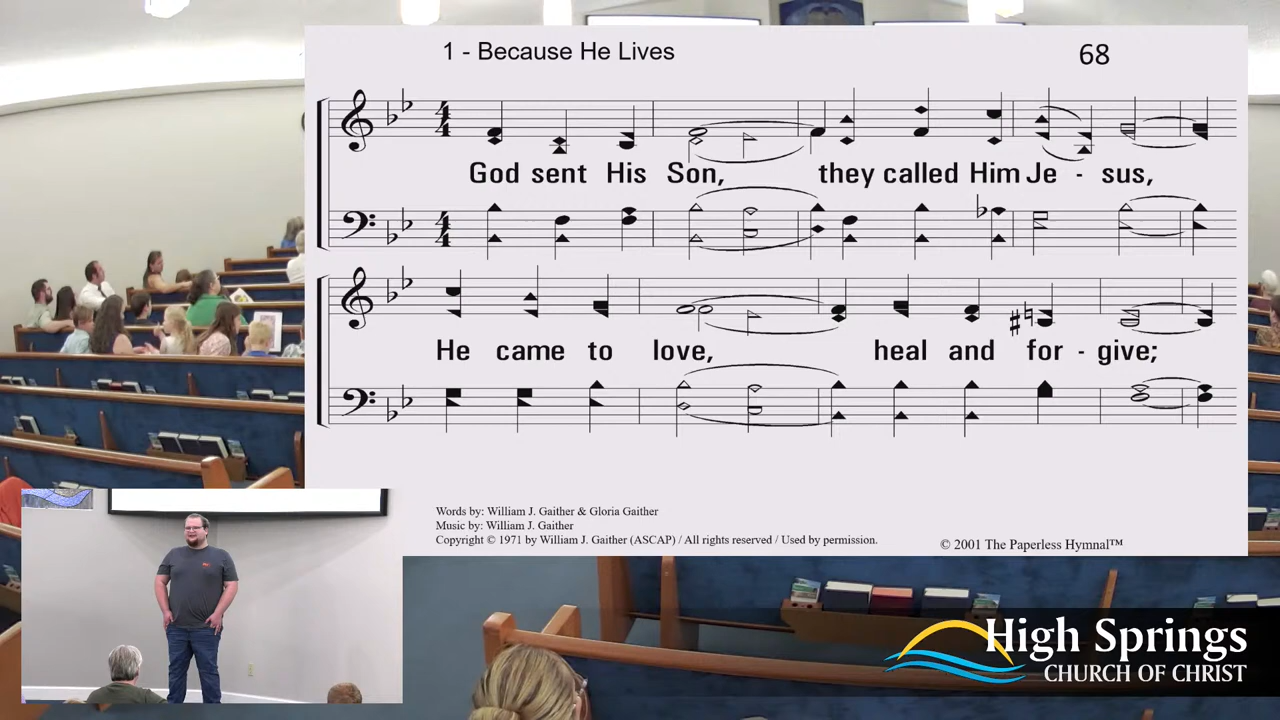 1 - Because He Lives
68
God sent His Son, they called Him Je - sus,
He came to love, heal and for - give;
Words by: William J. Gaither & Gloria Gaither
Music by: William J. Gaither
Copyright © 1971 by William J. Gaither (ASCAP) / All rights reserved / Used by permission.
© 2001 The Paperless Hymnal™
High Springs
CHURCH OF CHRIST